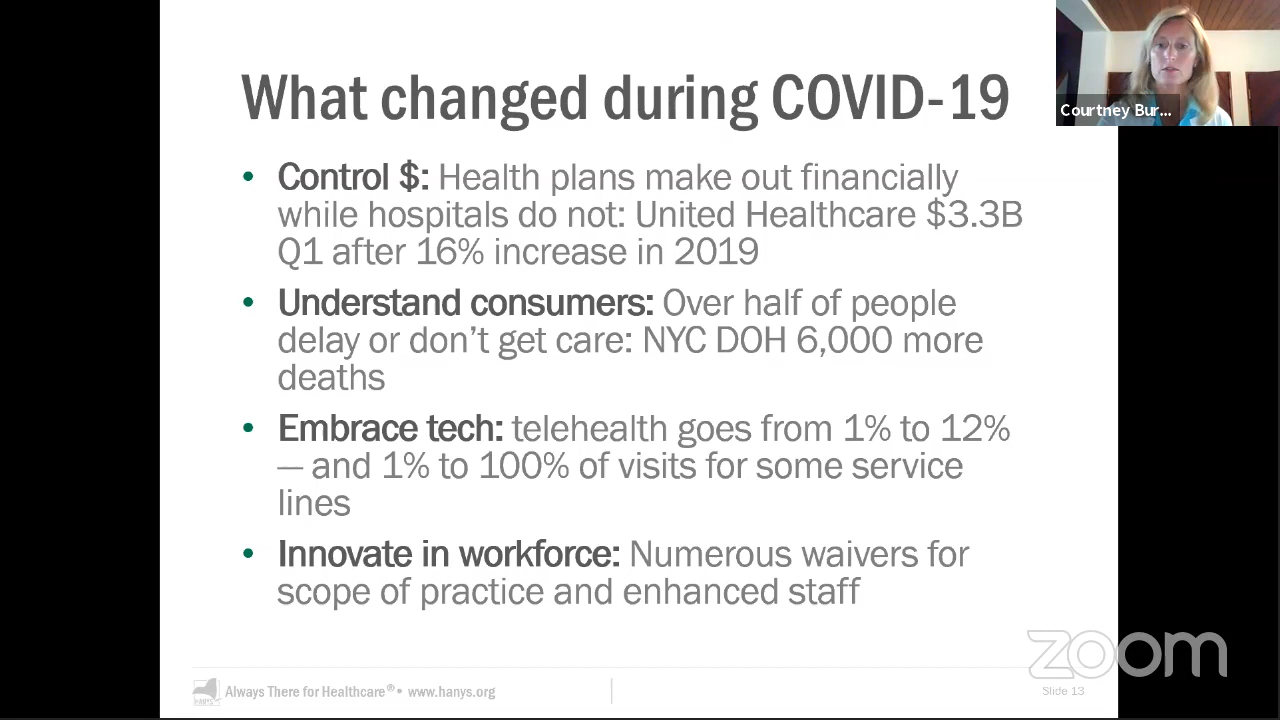 What changed during COVID-19
Courtney Bur...
• Control $: Health plans make out financially
while hospitals do not: United Healthcare $3.3B
Q1 after 16% increase in 2019
• Understand consumers: Over half of people
delay or don’t get care: NYC DOH 6,000 more
deaths
• Embrace tech: telehealth goes from 1% to 12%
— and 1% to 100% of visits for some service
lines
• Innovate in workforce: Numerous waivers for
scope of practice and enhanced staff
zoom
HANYS Always There for Healthcare®• www.hanys.org
Slide 13